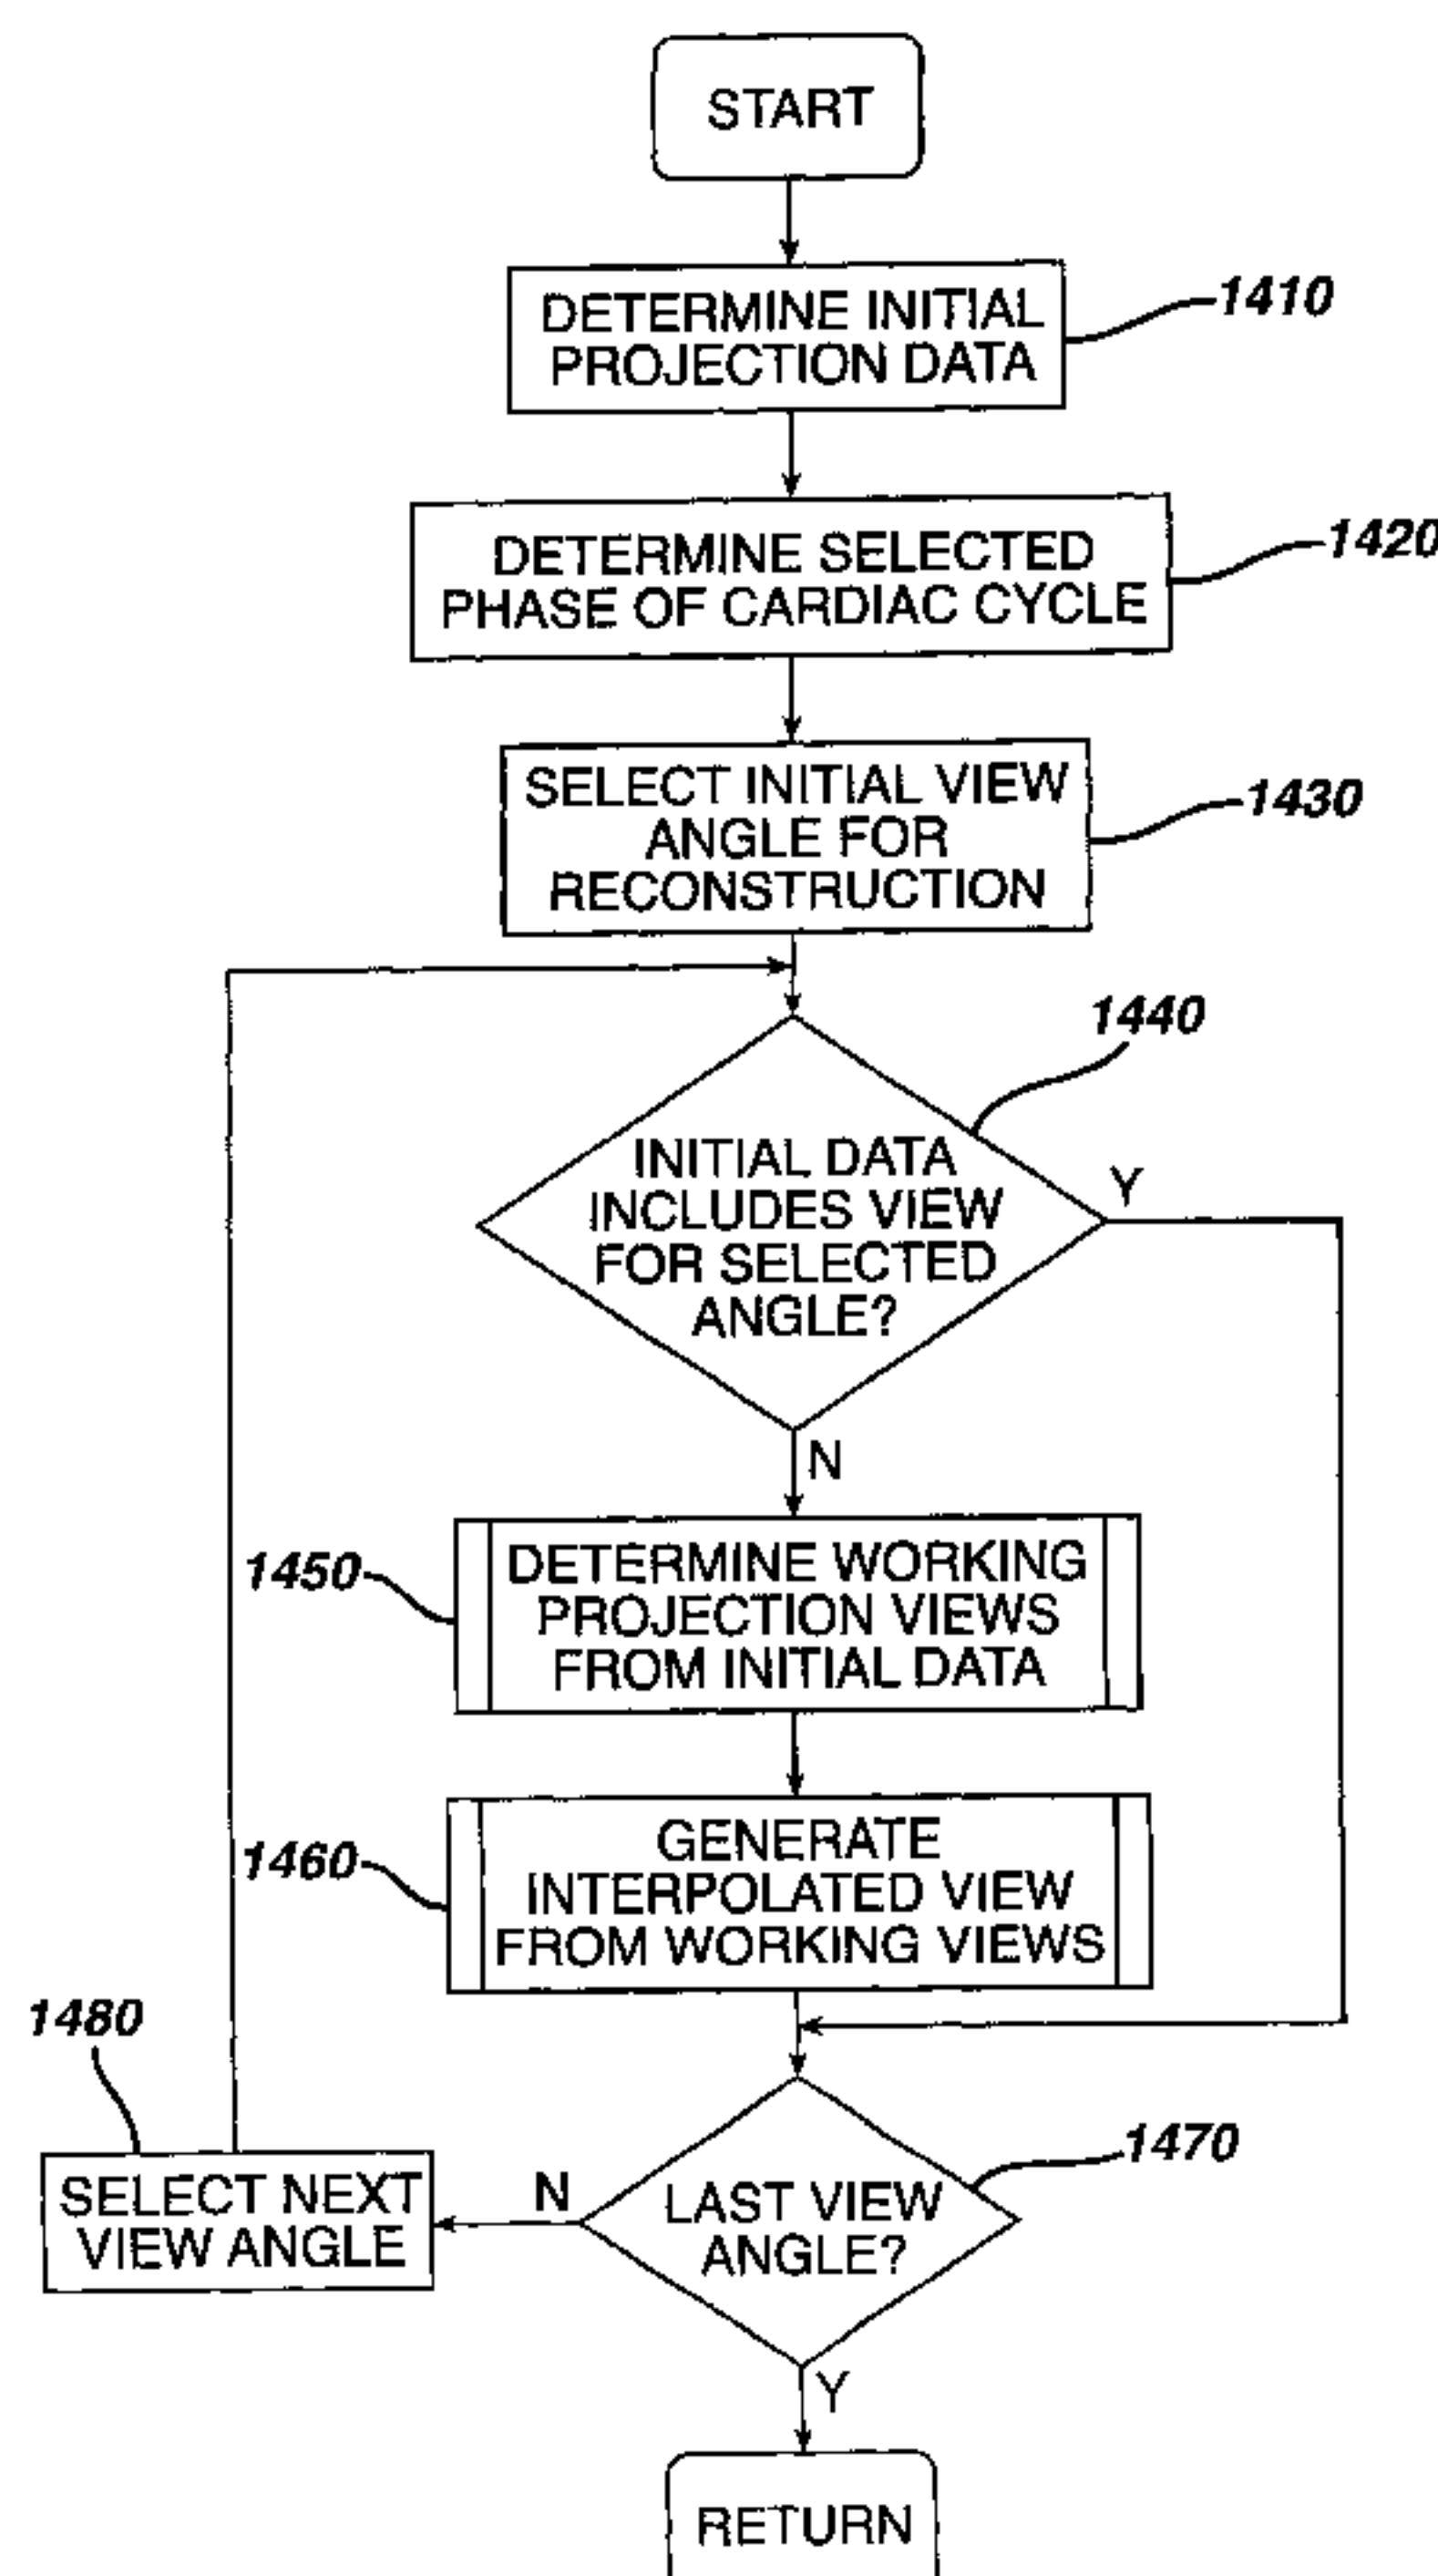 START
DETERMINE INITIAL
PROJECTION DATA
1410
DETERMINE SELECTED
PHASE OF CARDIAC CYCLE
1420
SELECT INITIAL VIEW
ANGLE FOR
RECONSTRUCTION
1430
1440
INITIAL DATA
INCLUDES VIEW
FOR SELECTED
ANGLE?
Y
N
1450
DETERMINE WORKING
PROJECTION VIEWS
FROM INITIAL DATA
1460
GENERATE
INTERPOLATED VIEW
FROM WORKING VIEWS
1480
SELECT NEXT
VIEW ANGLE
N
LAST VIEW
ANGLE?
1470
Y
RETURN